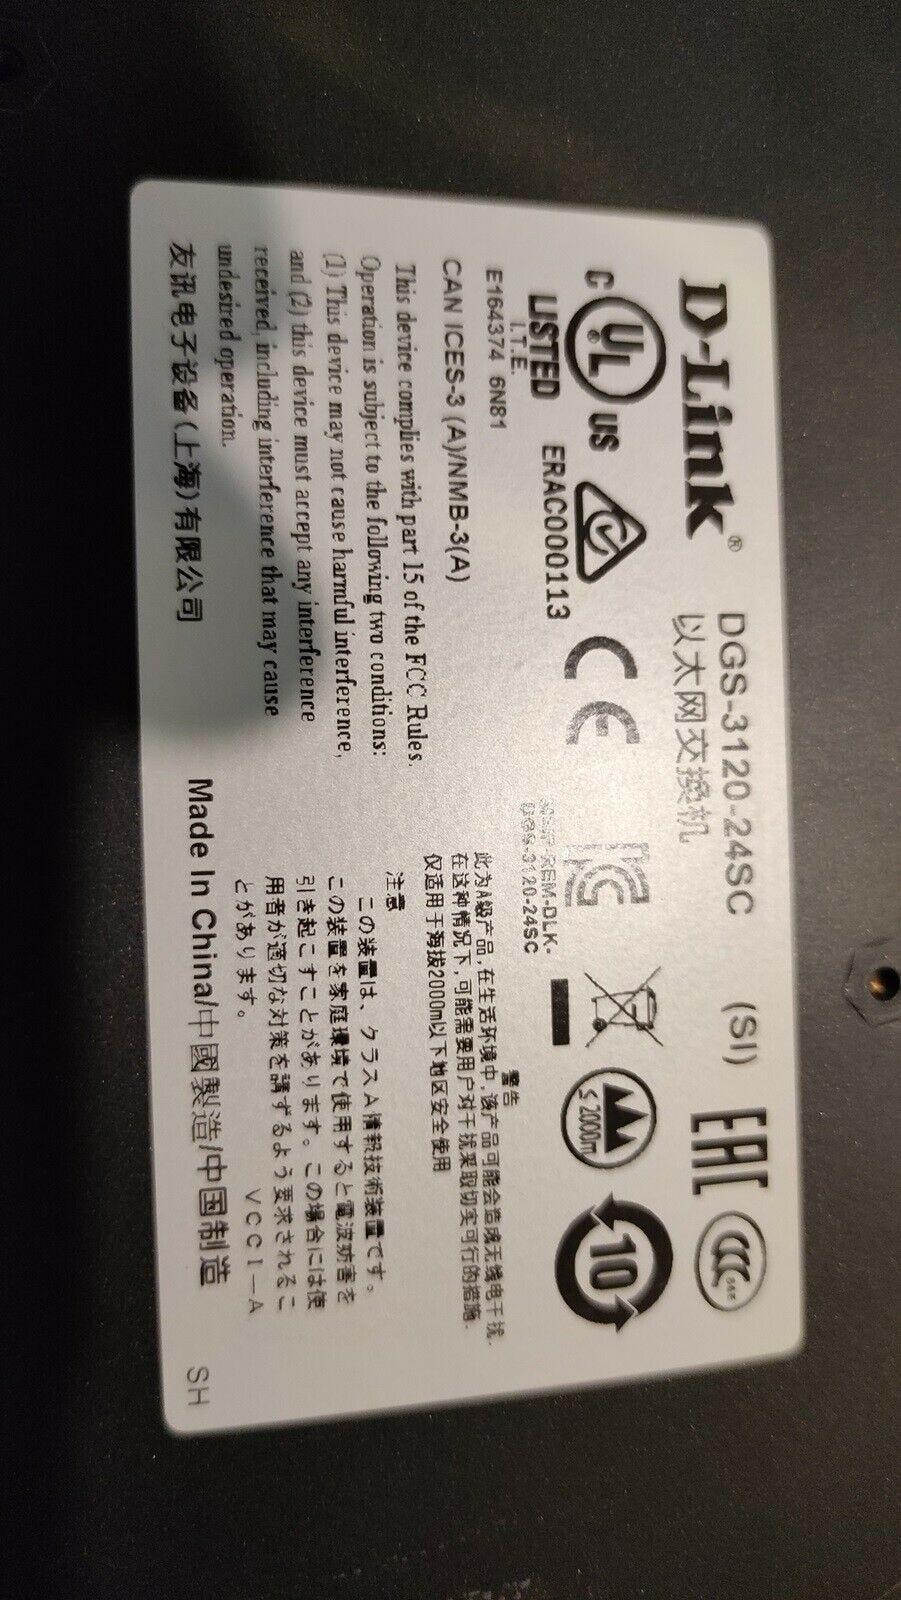 D-Link®
DGS-3120-24SC (SI)
以太网交换机
EAC
CCC
S&E
C UL® US
LISTED
I.T.E.
E164374 6N81
ERAC000113
CE
≤ 2000m
10
-REM-DLK-
DGS-3120-24SC
CAN ICES-3 (A)/NMB-3(A)
This device complies with part 15 of the FCC Rules.
Operation is subject to the following two conditions:
(1) This device may not cause harmful interference,
and (2) this device must accept any interference
received, including interference that may cause
undesired operation.
友讯电子设备(上海)有限公司
警告
此为A级产品,在生活环境中,该产品可能会造成无线电干扰.
在这种情况下,可能需要用户对干扰采取切实可行的措施.
仅适用于海拔2000m以下地区安全使用
注意
この装置は、クラスA情報技術装置です。
この装置を家庭環境で使用すると電波妨害を
引き起こすことがあります。この場合には使
用者が適切な対策を講ずるよう要求されるこ
とがあります。 VCCI-A
Made In China/中國製造/中国制造
SH